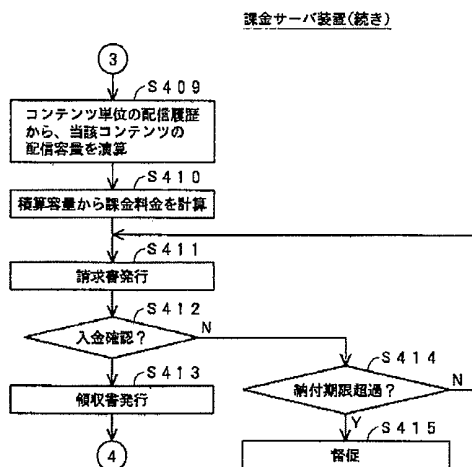 課金サーバ装置(続き)
3
S409
コンテンツ単位の配信履歴
から、当該コンテンツの
配信容量を演算
S410
積算容量から課金料金を計算
S411
請求書発行
S412
入金確認?
N
S413
領収書発行
4
S414
納付期限超過?
N
Y
S415
督促